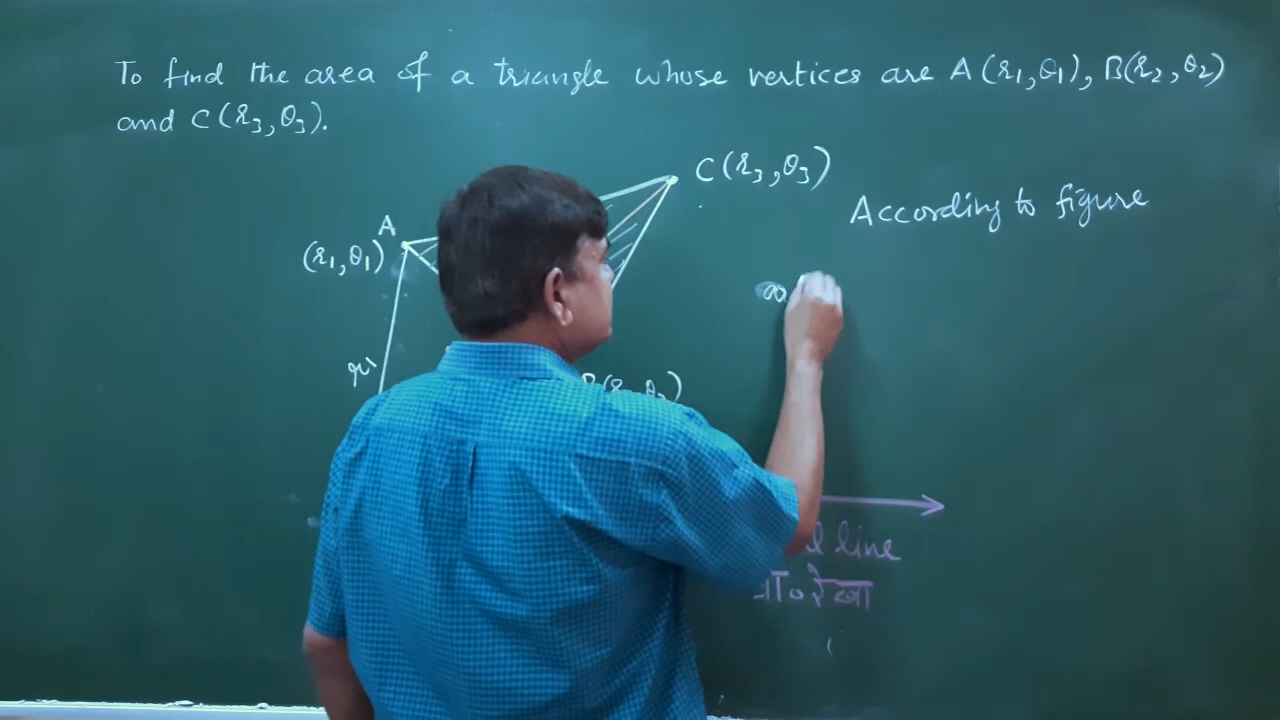 To find the area of a triangle whose vertices are A(r₁,θ₁), B(r₂,θ₂)
and C(r₃,θ₃).
C(r₃,θ₃)
According to figure
A
(r₁,θ₁)
r₁
line
रेखा